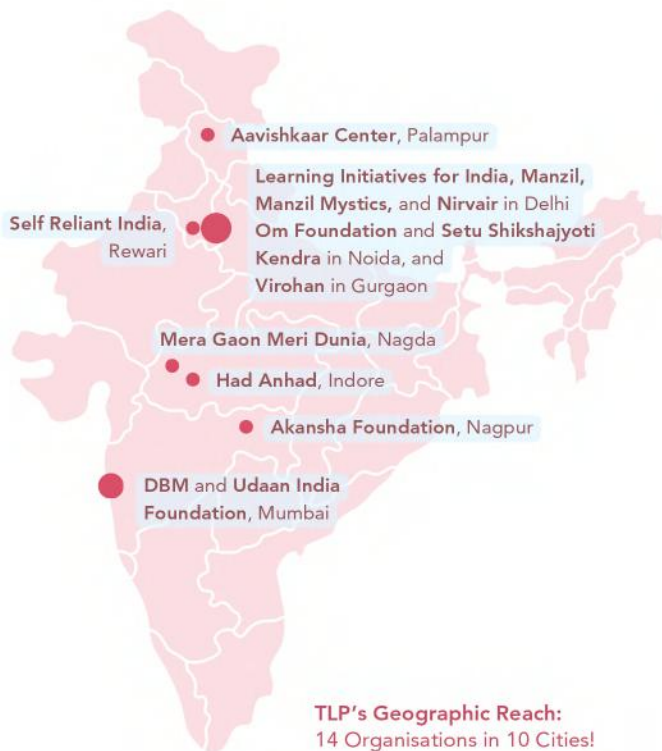 Aavishkaar Center, Palampur
Learning Initiatives for India, Manzil,
Manzil Mystics, and Nirvair in Delhi
Om Foundation and Setu Shikshajyoti
Kendra in Noida, and
Virohan in Gurgaon
Self Reliant India,
Rewari
Mera Gaon Meri Dunia, Nagda
Had Anhad, Indore
Akansha Foundation, Nagpur
DBM and Udaan India
Foundation, Mumbai
TLP's Geographic Reach:
14 Organisations in 10 Cities!